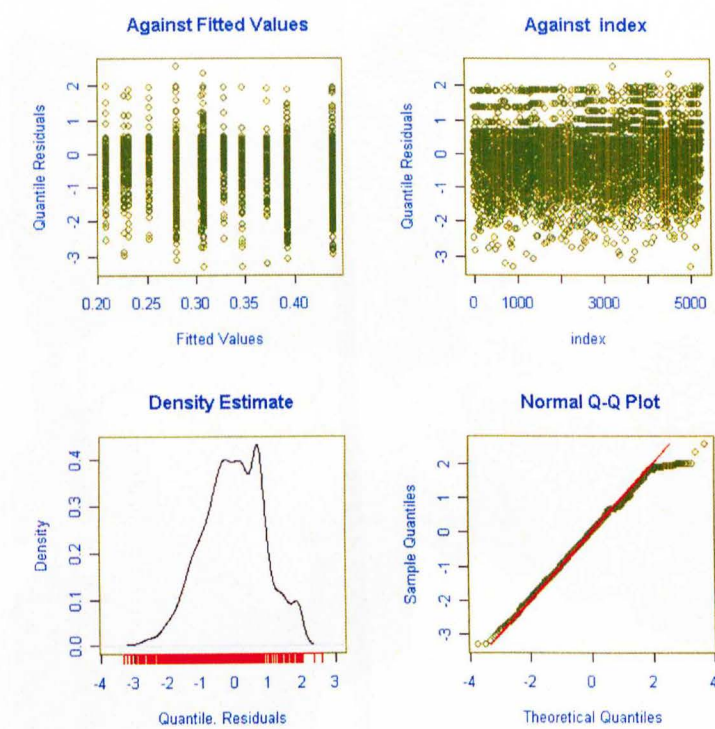 Against Fitted Values
Quantile Residuals
2
1
0
-1
-2
-3
0.20 0.25 0.30 0.35 0.40
Fitted Values
Against index
Quantile Residuals
2
1
0
-1
-2
-3
0 1000 3000 5000
index
Density Estimate
Density
0.4
0.3
0.2
0.1
0.0
-4 -3 -2 -1 0 1 2 3
Quantile. Residuals
Normal Q-Q Plot
Sample Quantiles
2
1
0
-1
-2
-3
-4 -2 0 2 4
Theoretical Quantiles